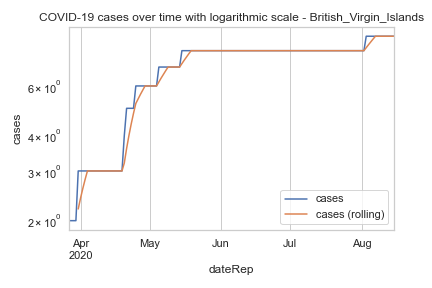 COVID-19 cases over time with logarithmic scale - British_Virgin_Islands
6 × 10⁰
4 × 10⁰
3 × 10⁰
2 × 10⁰
cases
cases
cases (rolling)
Apr
2020
May
Jun
Jul
Aug
dateRep